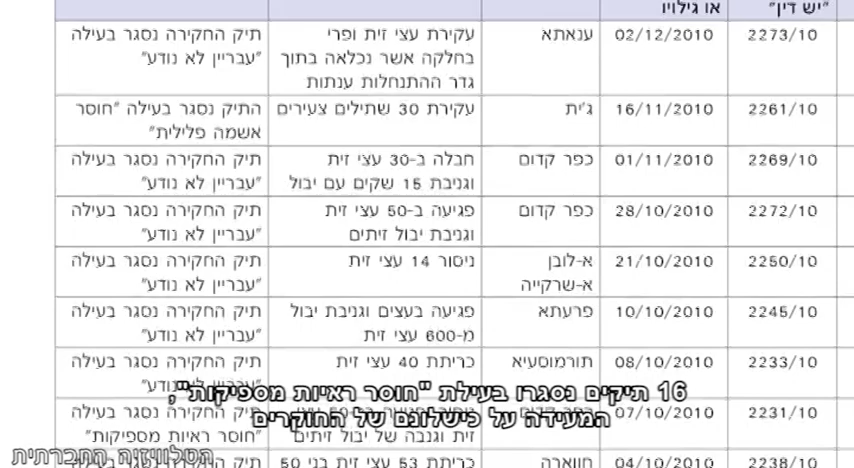 "יש דין"	או גילויו
2273/10	02/12/2010	ענאתא	עקירת עצי זית ופרי	תיק החקירה נסגר בעילה
בחלקה אשר נכלאה בתוך	"עבריין לא נודע"
גדר ההתנחלות ענתות
2261/10	16/11/2010	ג'ית	עקירת 30 שתילים צעירים	התיק נסגר בעילה "חוסר
אשמה פלילית"
2269/10	01/11/2010	כפר קדום	חבלה ב-30 עצי זית	תיק החקירה נסגר בעילה
וגניבת 15 שקים עם יבול	"עבריין לא נודע"
2272/10	28/10/2010	כפר קדום	פגיעה ב-50 עצי זית	תיק החקירה נסגר בעילה
וגניבת יבול זיתים	"עבריין לא נודע"
2250/10	21/10/2010	א-לובן	ניסור 14 עצי זית	תיק החקירה נסגר בעילה
א-שרקייה	"עבריין לא נודע"
2245/10	10/10/2010	פרעתא	פגיעה בעצים וגניבת יבול	תיק החקירה נסגר בעילה
מ-600 עצי זית	"עבריין לא נודע"
2233/10	08/10/2010	תורמוסעיא	כריתת 40 עצי זית	תיק החקירה נסגר בעילה
16 תיקים נסגרו בעילת "חוסר ראיות מספיקות",
2231/10	07/10/2010
המעידה על כישלונם של החוקרים
זית וגנבה של יבול זיתים	"חוסר ראיות מספיקות"
הטלוויזיה החברתית
2238/10	04/10/2010	חווארה	כריתת 53 עצי זית בני 50